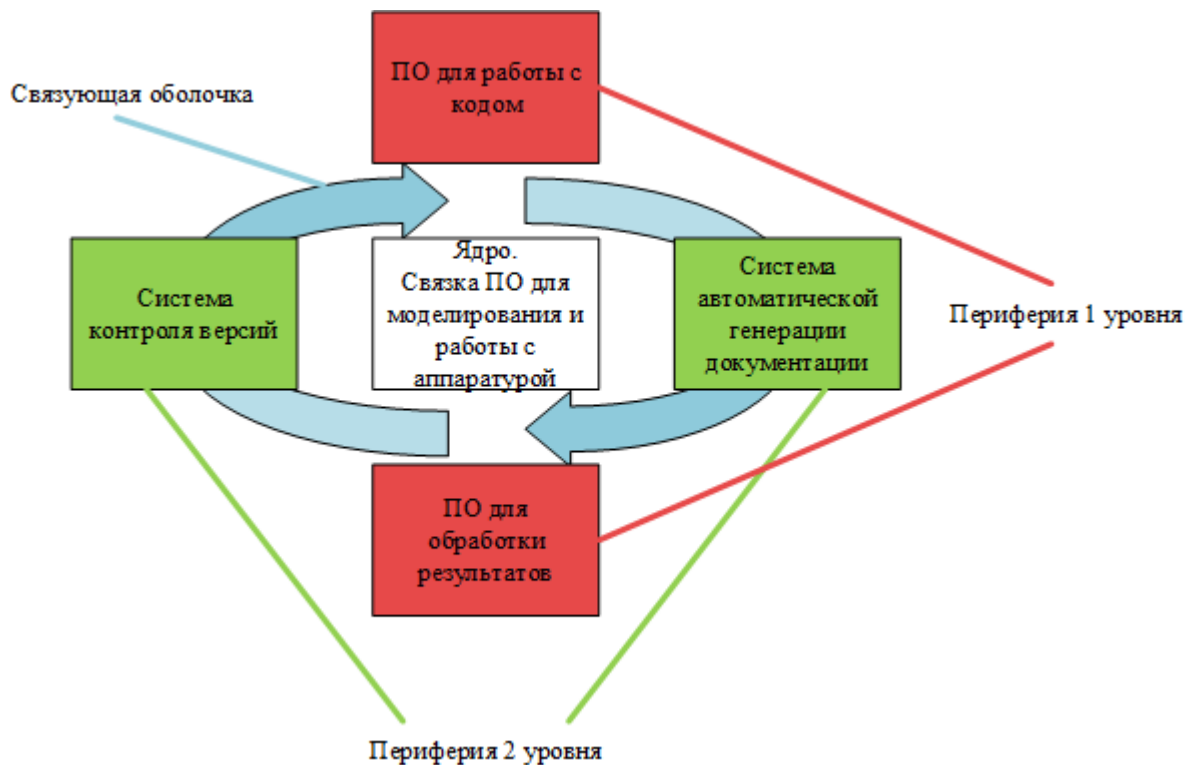 ПО для работы с
кодом
Связующая оболочка
Ядро.
Связка ПО для
моделирования и
работы с
аппаратурой
Система
контроля версий
Система
автоматической
генерации
документации
Периферия 1 уровня
ПО для
обработки
результатов
Периферия 2 уровня